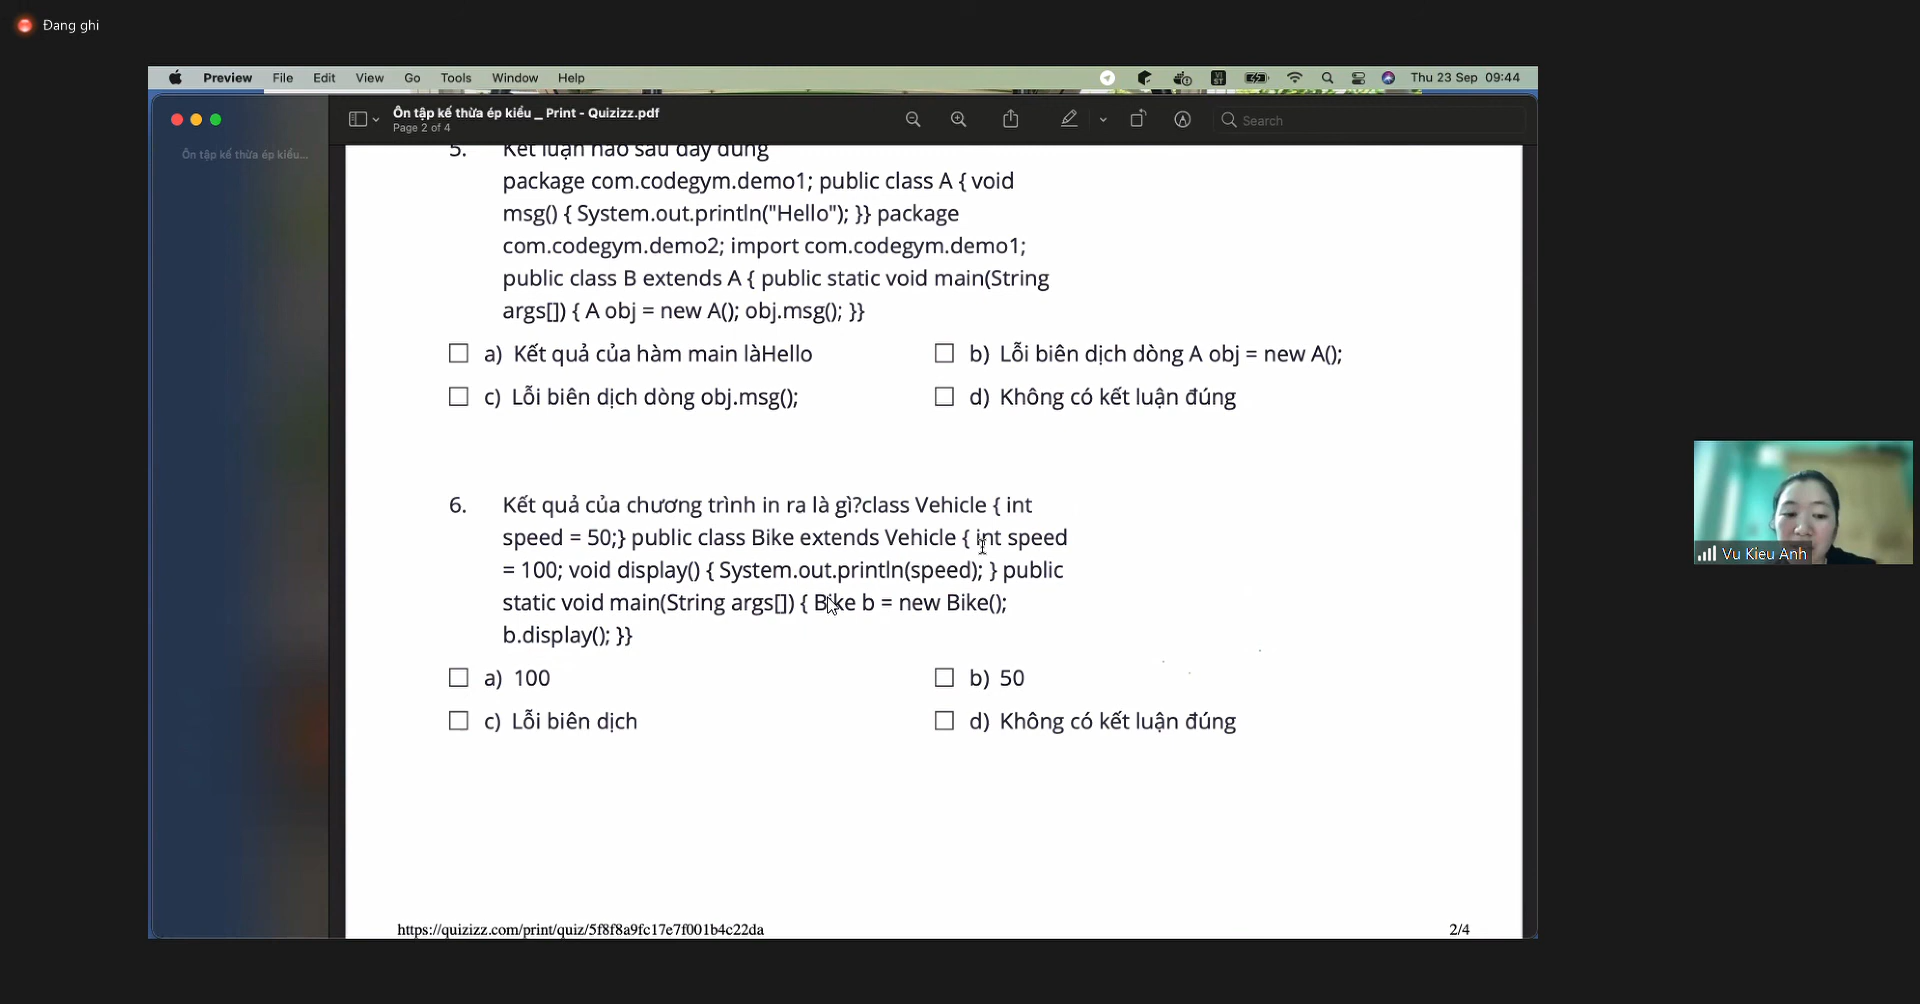 Đang ghi
Preview File Edit View Go Tools Window Help
Thu 23 Sep 09:44
Ôn tập kế thừa ép kiểu _ Print - Quizizz.pdf
Page 2 of 4
Search
Ôn tập kế thừa ép kiểu...
5. Kết luận nào sau đây đúng
package com.codegym.demo1; public class A { void
msg() { System.out.println("Hello"); }} package
com.codegym.demo2; import com.codegym.demo1;
public class B extends A { public static void main(String
args[]) { A obj = new A(); obj.msg(); }}
a) Kết quả của hàm main làHello
b) Lỗi biên dịch dòng A obj = new A();
c) Lỗi biên dịch dòng obj.msg();
d) Không có kết luận đúng
6. Kết quả của chương trình in ra là gì?class Vehicle { int
speed = 50;} public class Bike extends Vehicle { int speed
= 100; void display() { System.out.println(speed); } public
static void main(String args[]) { Bike b = new Bike();
b.display(); }}
a) 100
b) 50
c) Lỗi biên dịch
d) Không có kết luận đúng
https://quizizz.com/print/quiz/5f8f8a9fc17e7f001b4c22da
2/4
Vu Kieu Anh